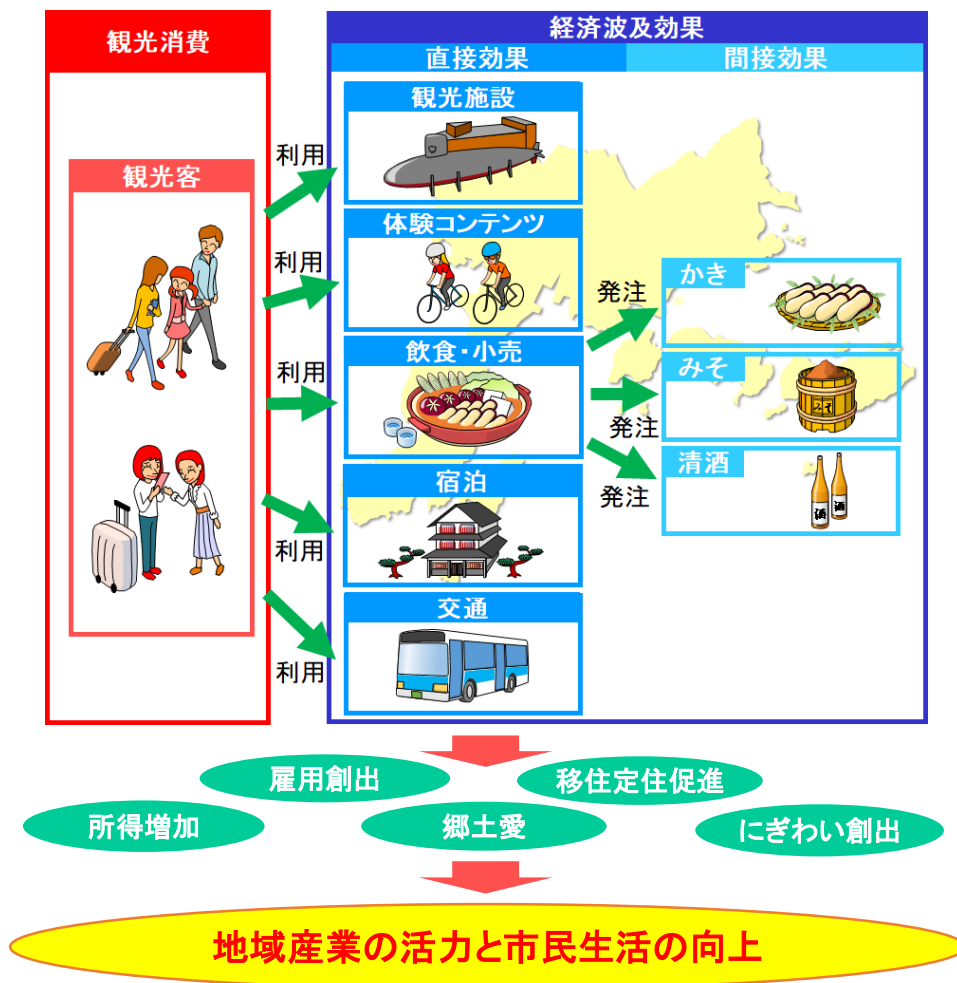 観光消費
経済波及効果
直接効果
間接効果
観光客
利用
観光施設
利用
体験コンテンツ
利用
飲食・小売
利用
宿泊
利用
交通
発注
かき
発注
みそ
みそ
発注
清酒
酒
酒
雇用創出
移住定住促進
所得増加
郷土愛
にぎわい創出
地域産業の活力と市民生活の向上